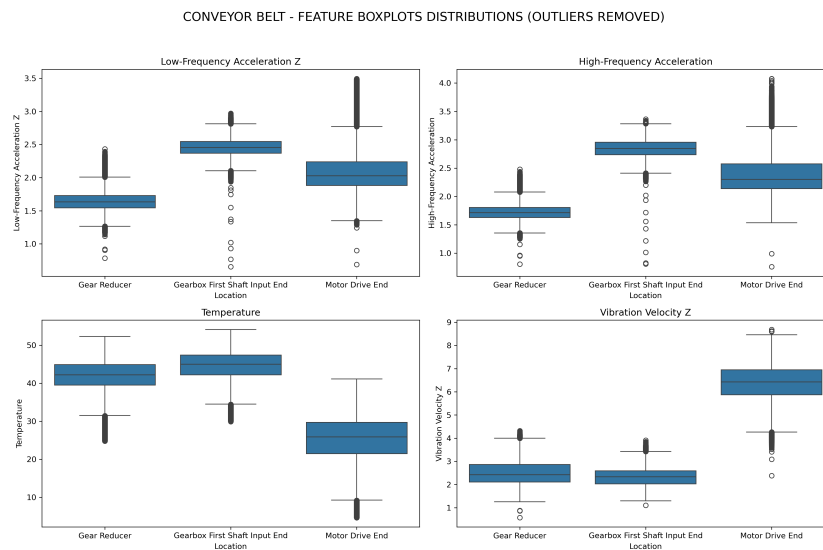 CONVEYOR BELT - FEATURE BOXPLOTS DISTRIBUTIONS (OUTLIERS REMOVED)
Low-Frequency Acceleration Z
Low-Frequency Acceleration Z
3.5
3.0
2.5
2.0
1.5
1.0
Gear Reducer
Gearbox First Shaft Input End
Motor Drive End
Location
High-Frequency Acceleration
High-Frequency Acceleration
4.0
3.5
3.0
2.5
2.0
1.5
1.0
Gear Reducer
Gearbox First Shaft Input End
Motor Drive End
Location
Temperature
Temperature
50
40
30
20
10
Gear Reducer
Gearbox First Shaft Input End
Motor Drive End
Location
Vibration Velocity Z
Vibration Velocity Z
9
8
7
6
5
4
3
2
1
Gear Reducer
Gearbox First Shaft Input End
Motor Drive End
Location